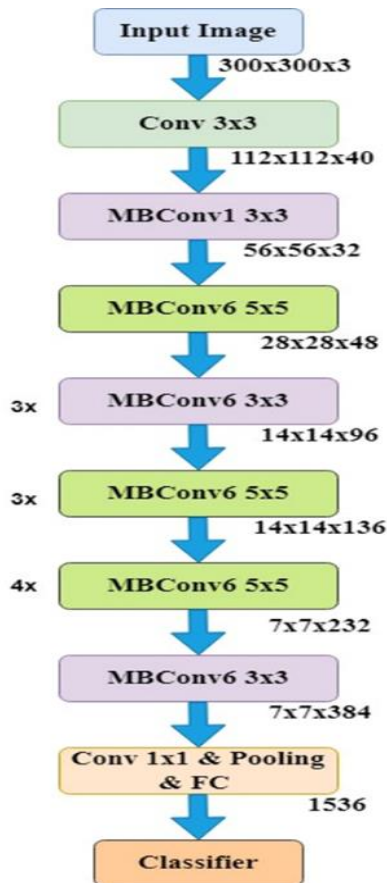 Input Image
300x300x3
Conv 3x3
112x112x40
MBConv1 3x3
56x56x32
MBConv6 5x5
28x28x48
3x
MBConv6 3x3
14x14x96
3x
MBConv6 5x5
14x14x136
4x
MBConv6 5x5
7x7x232
MBConv6 3x3
7x7x384
Conv 1x1 & Pooling
& FC
1536
Classifier